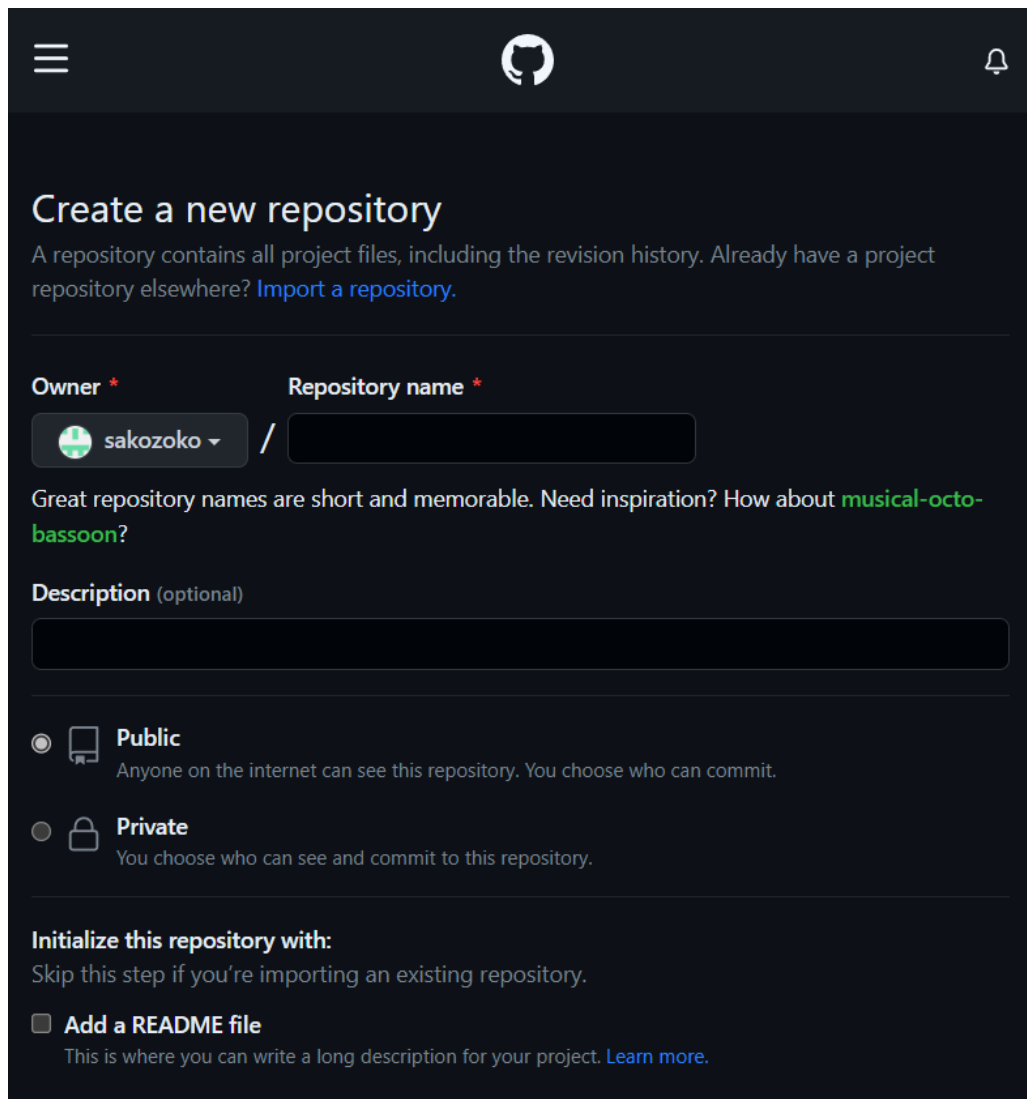 Create a new repository
A repository contains all project files, including the revision history. Already have a project
repository elsewhere? Import a repository.
Owner * Repository name *
sakozoko /
Great repository names are short and memorable. Need inspiration? How about musical-octo-
bassoon?
Description (optional)
Public
Anyone on the internet can see this repository. You choose who can commit.
Private
You choose who can see and commit to this repository.
Initialize this repository with:
Skip this step if you’re importing an existing repository.
Add a README file
This is where you can write a long description for your project. Learn more.